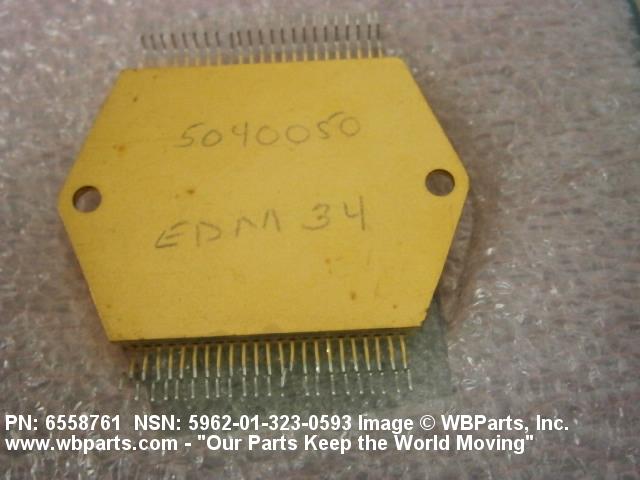 5040050
EDM 34
PN: 6558761 NSN: 5962-01-323-0593 Image © WBParts, Inc.
www.wbparts.com - "Our Parts Keep the World Moving"